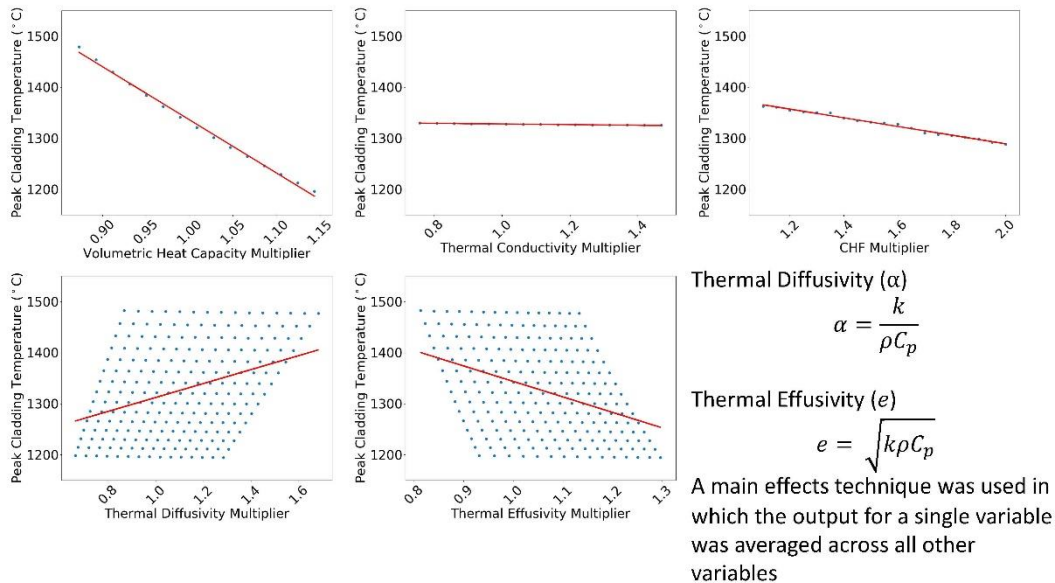 Peak Cladding Temperature (°C)
1500
1400
1300
1200
0.90
0.95
1.00
1.05
1.10
1.15
Volumetric Heat Capacity Multiplier
Peak Cladding Temperature (°C)
1500
1400
1300
1200
0.8
1.0
1.2
1.4
Thermal Conductivity Multiplier
Peak Cladding Temperature (°C)
1500
1400
1300
1200
1.2
1.4
1.6
1.8
2.0
CHF Multiplier
Peak Cladding Temperature (°C)
1500
1400
1300
1200
0.8
1.0
1.2
1.4
1.6
Thermal Diffusivity Multiplier
Peak Cladding Temperature (°C)
1500
1400
1300
1200
0.8
0.9
1.0
1.1
1.2
1.3
Thermal Effusivity Multiplier
Thermal Diffusivity (α)
α = k / ρCₚ
Thermal Effusivity (e)
e = √kρCₚ
A main effects technique was used in
which the output for a single variable
was averaged across all other
variables